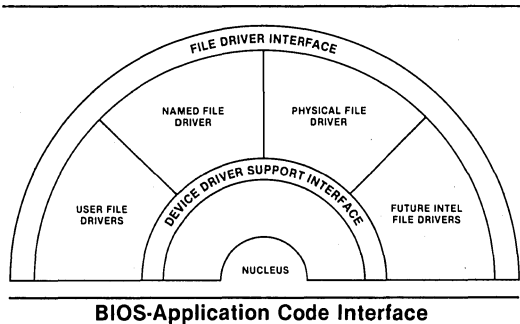 FILE DRIVER INTERFACE
NAMED FILE
DRIVER
PHYSICAL FILE
DRIVER
DEVICE DRIVER SUPPORT INTERFACE
USER FILE
DRIVERS
FUTURE INTEL
FILE DRIVERS
NUCLEUS
BIOS-Application Code Interface